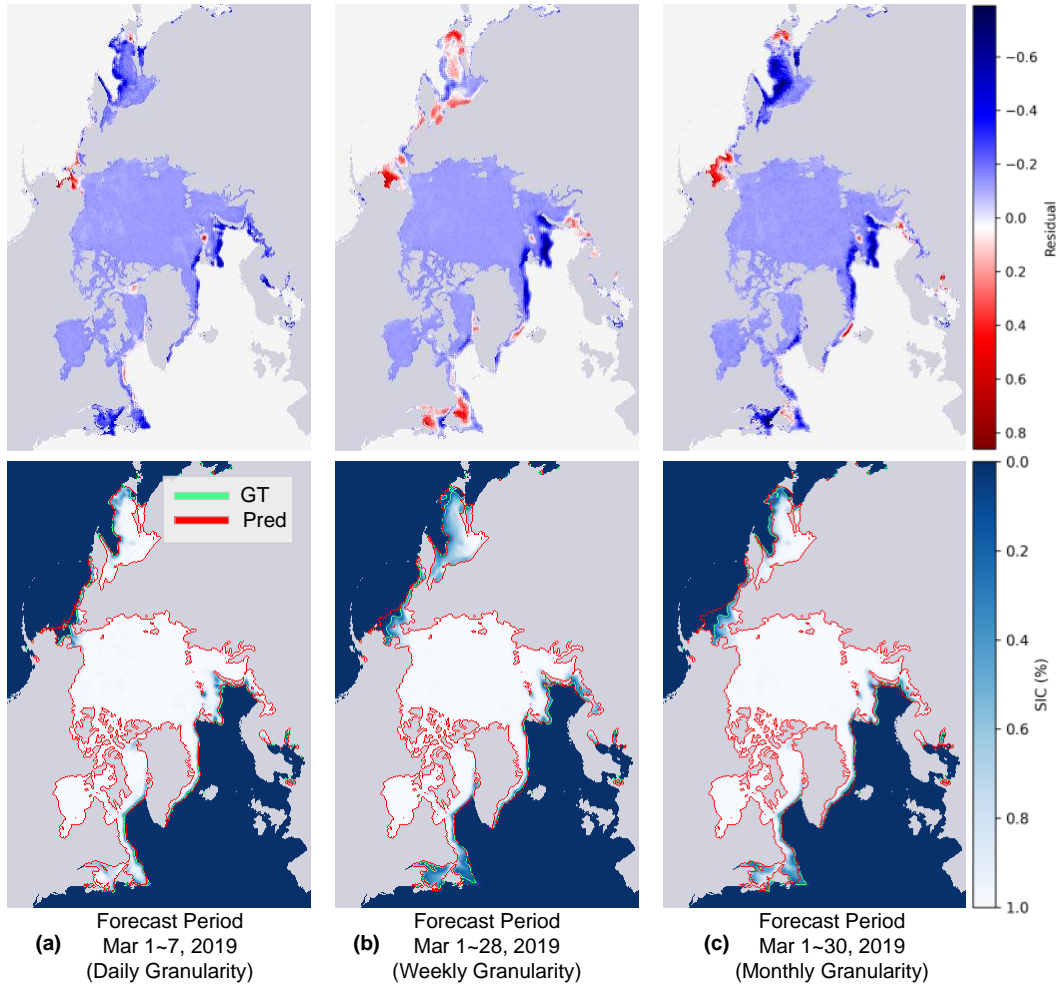 −0.6
−0.4
−0.2
0.0
0.2
0.4
0.6
0.8
Residual
GT
Pred
0.0
0.2
0.4
0.6
0.8
1.0
SIC (%)
(a)
Forecast Period
Mar 1~7, 2019
(Daily Granularity)
(b)
Forecast Period
Mar 1~28, 2019
(Weekly Granularity)
(c)
Forecast Period
Mar 1~30, 2019
(Monthly Granularity)